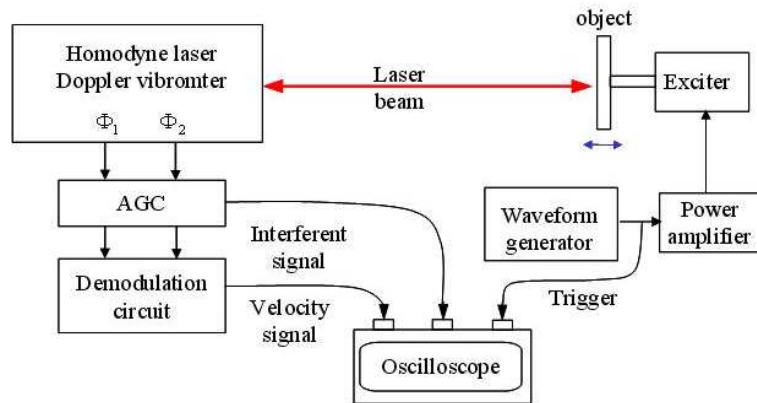 object
Homodyne laser
Doppler vibromter
Laser
beam
Exciter
Φ1 Φ2
AGC
Interferent
signal
Waveform
generator
Power
amplifier
Demodulation
circuit
Velocity
signal
Trigger
Oscilloscope